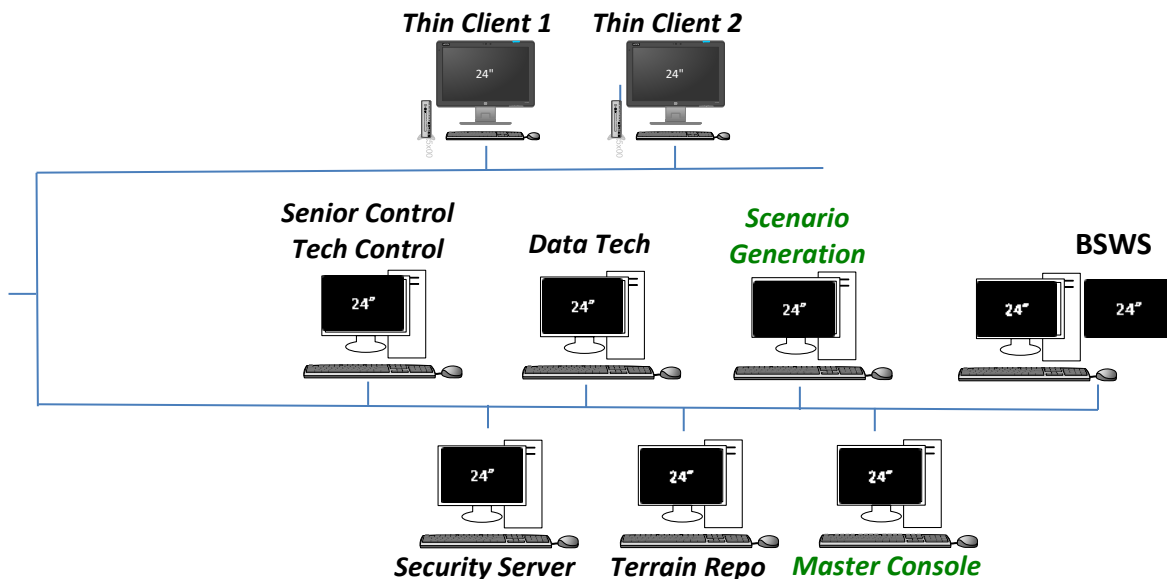 Thin Client 1
Thin Client 2
24"
24"
Senior Control
Tech Control
Data Tech
Scenario
Generation
BSWS
24”
24”
24”
24”
24”
24”
24”
24”
Security Server
Terrain Repo
Master Console